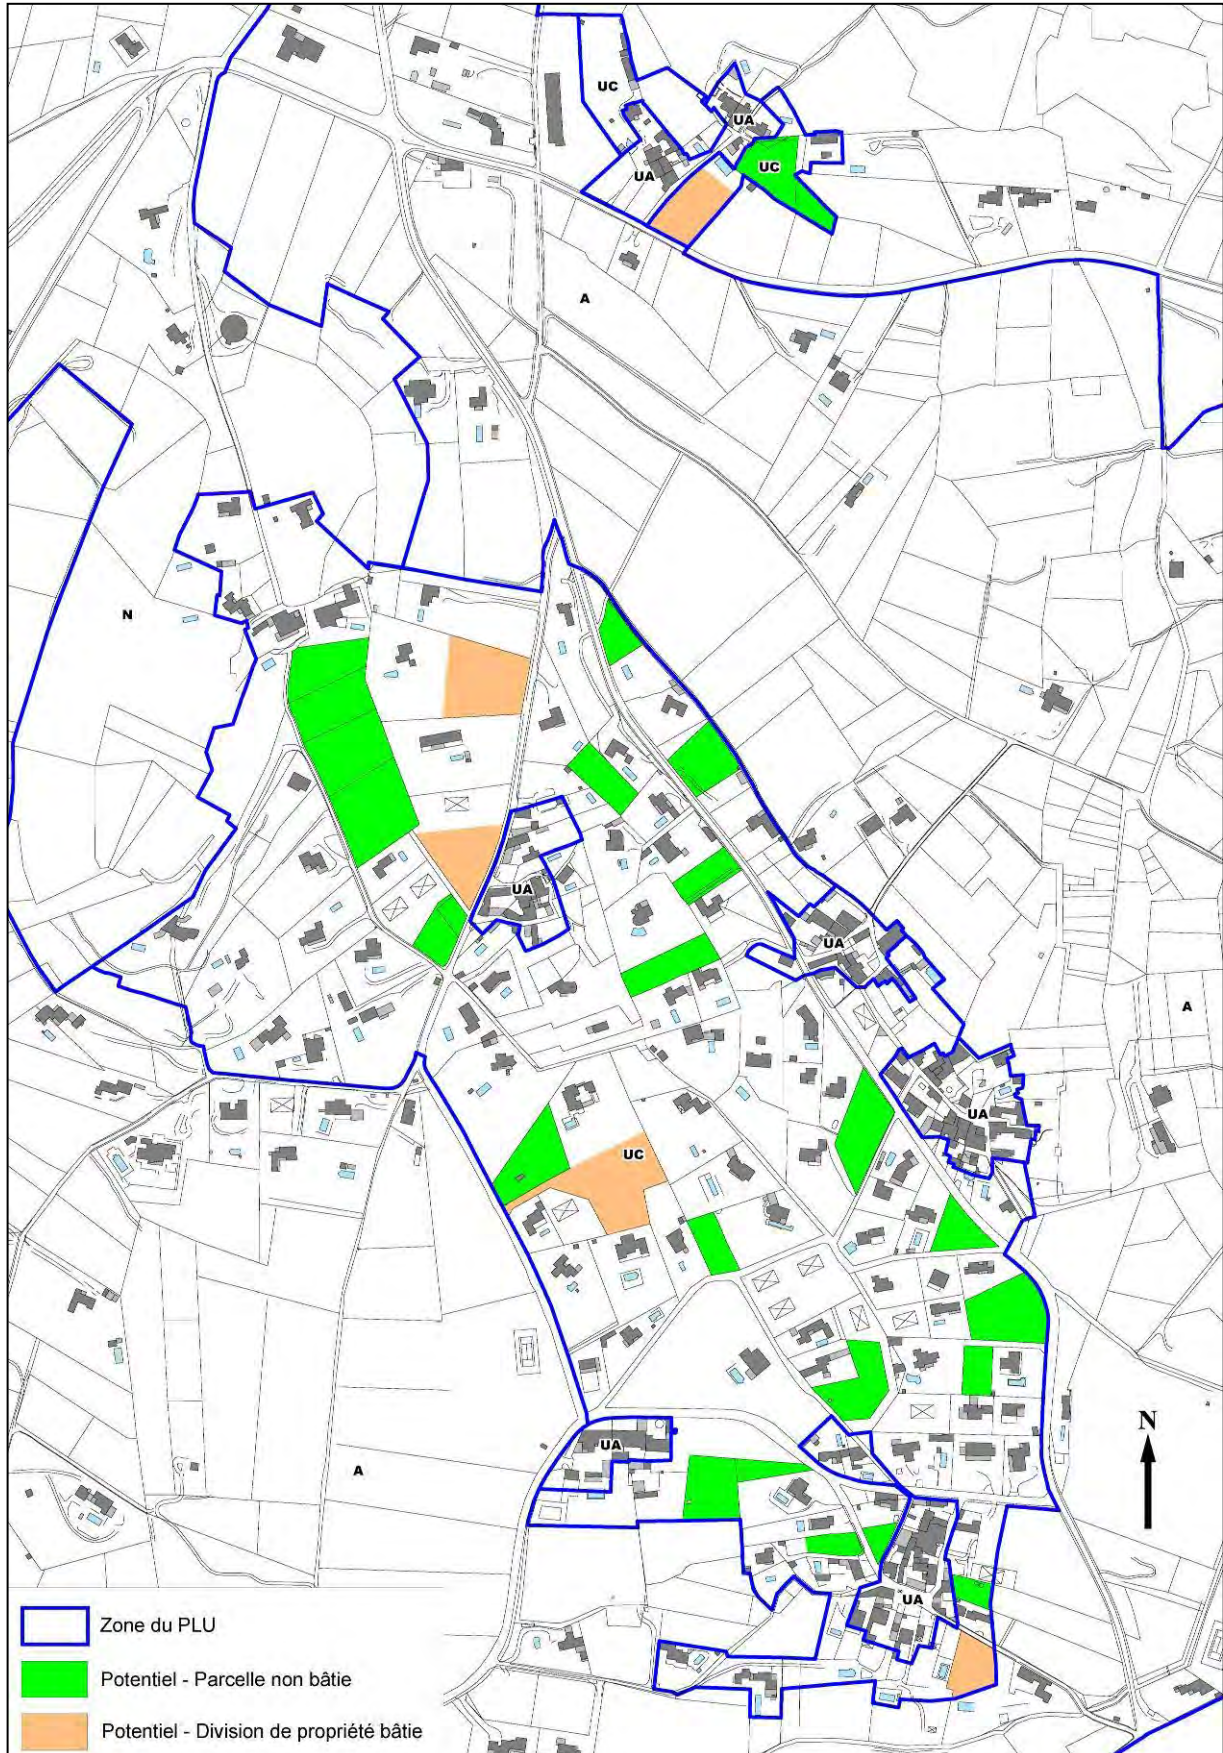 UC
UA
UA
UC
A
N
UA
UA
A
UA
UC
N
UA
A
UA
Zone du PLU
Potentiel - Parcelle non bâtie
Potentiel - Division de propriété bâtie